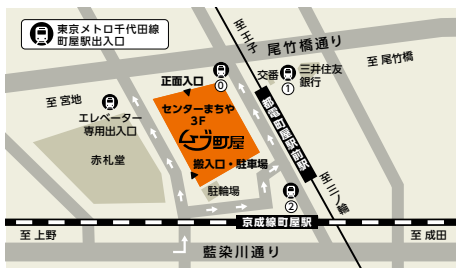 東京メトロ千代田線
町屋駅出入口
至 王子
尾竹橋通り
至 尾竹橋
正面入口
⓪
交番
①
三井住友
銀行
至 宮地
エレベーター
専用出入口
センターまちや
3F
ムーブ町屋
都電町屋駅前駅
赤札堂
搬入口・駐車場
駐輪場
至 三ノ輪
②
京成線町屋駅
至 上野
至 成田
藍染川通り